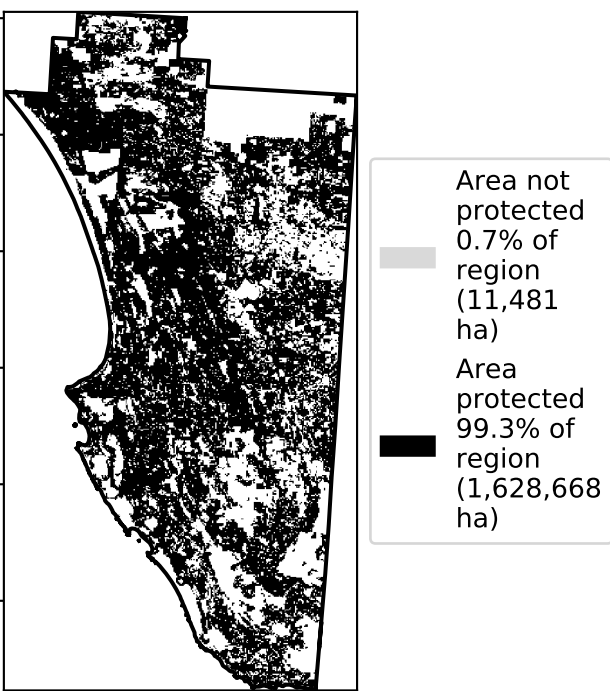 Area not
protected
0.7% of
region
(11,481
ha)
Area
protected
99.3% of
region
(1,628,668
ha)